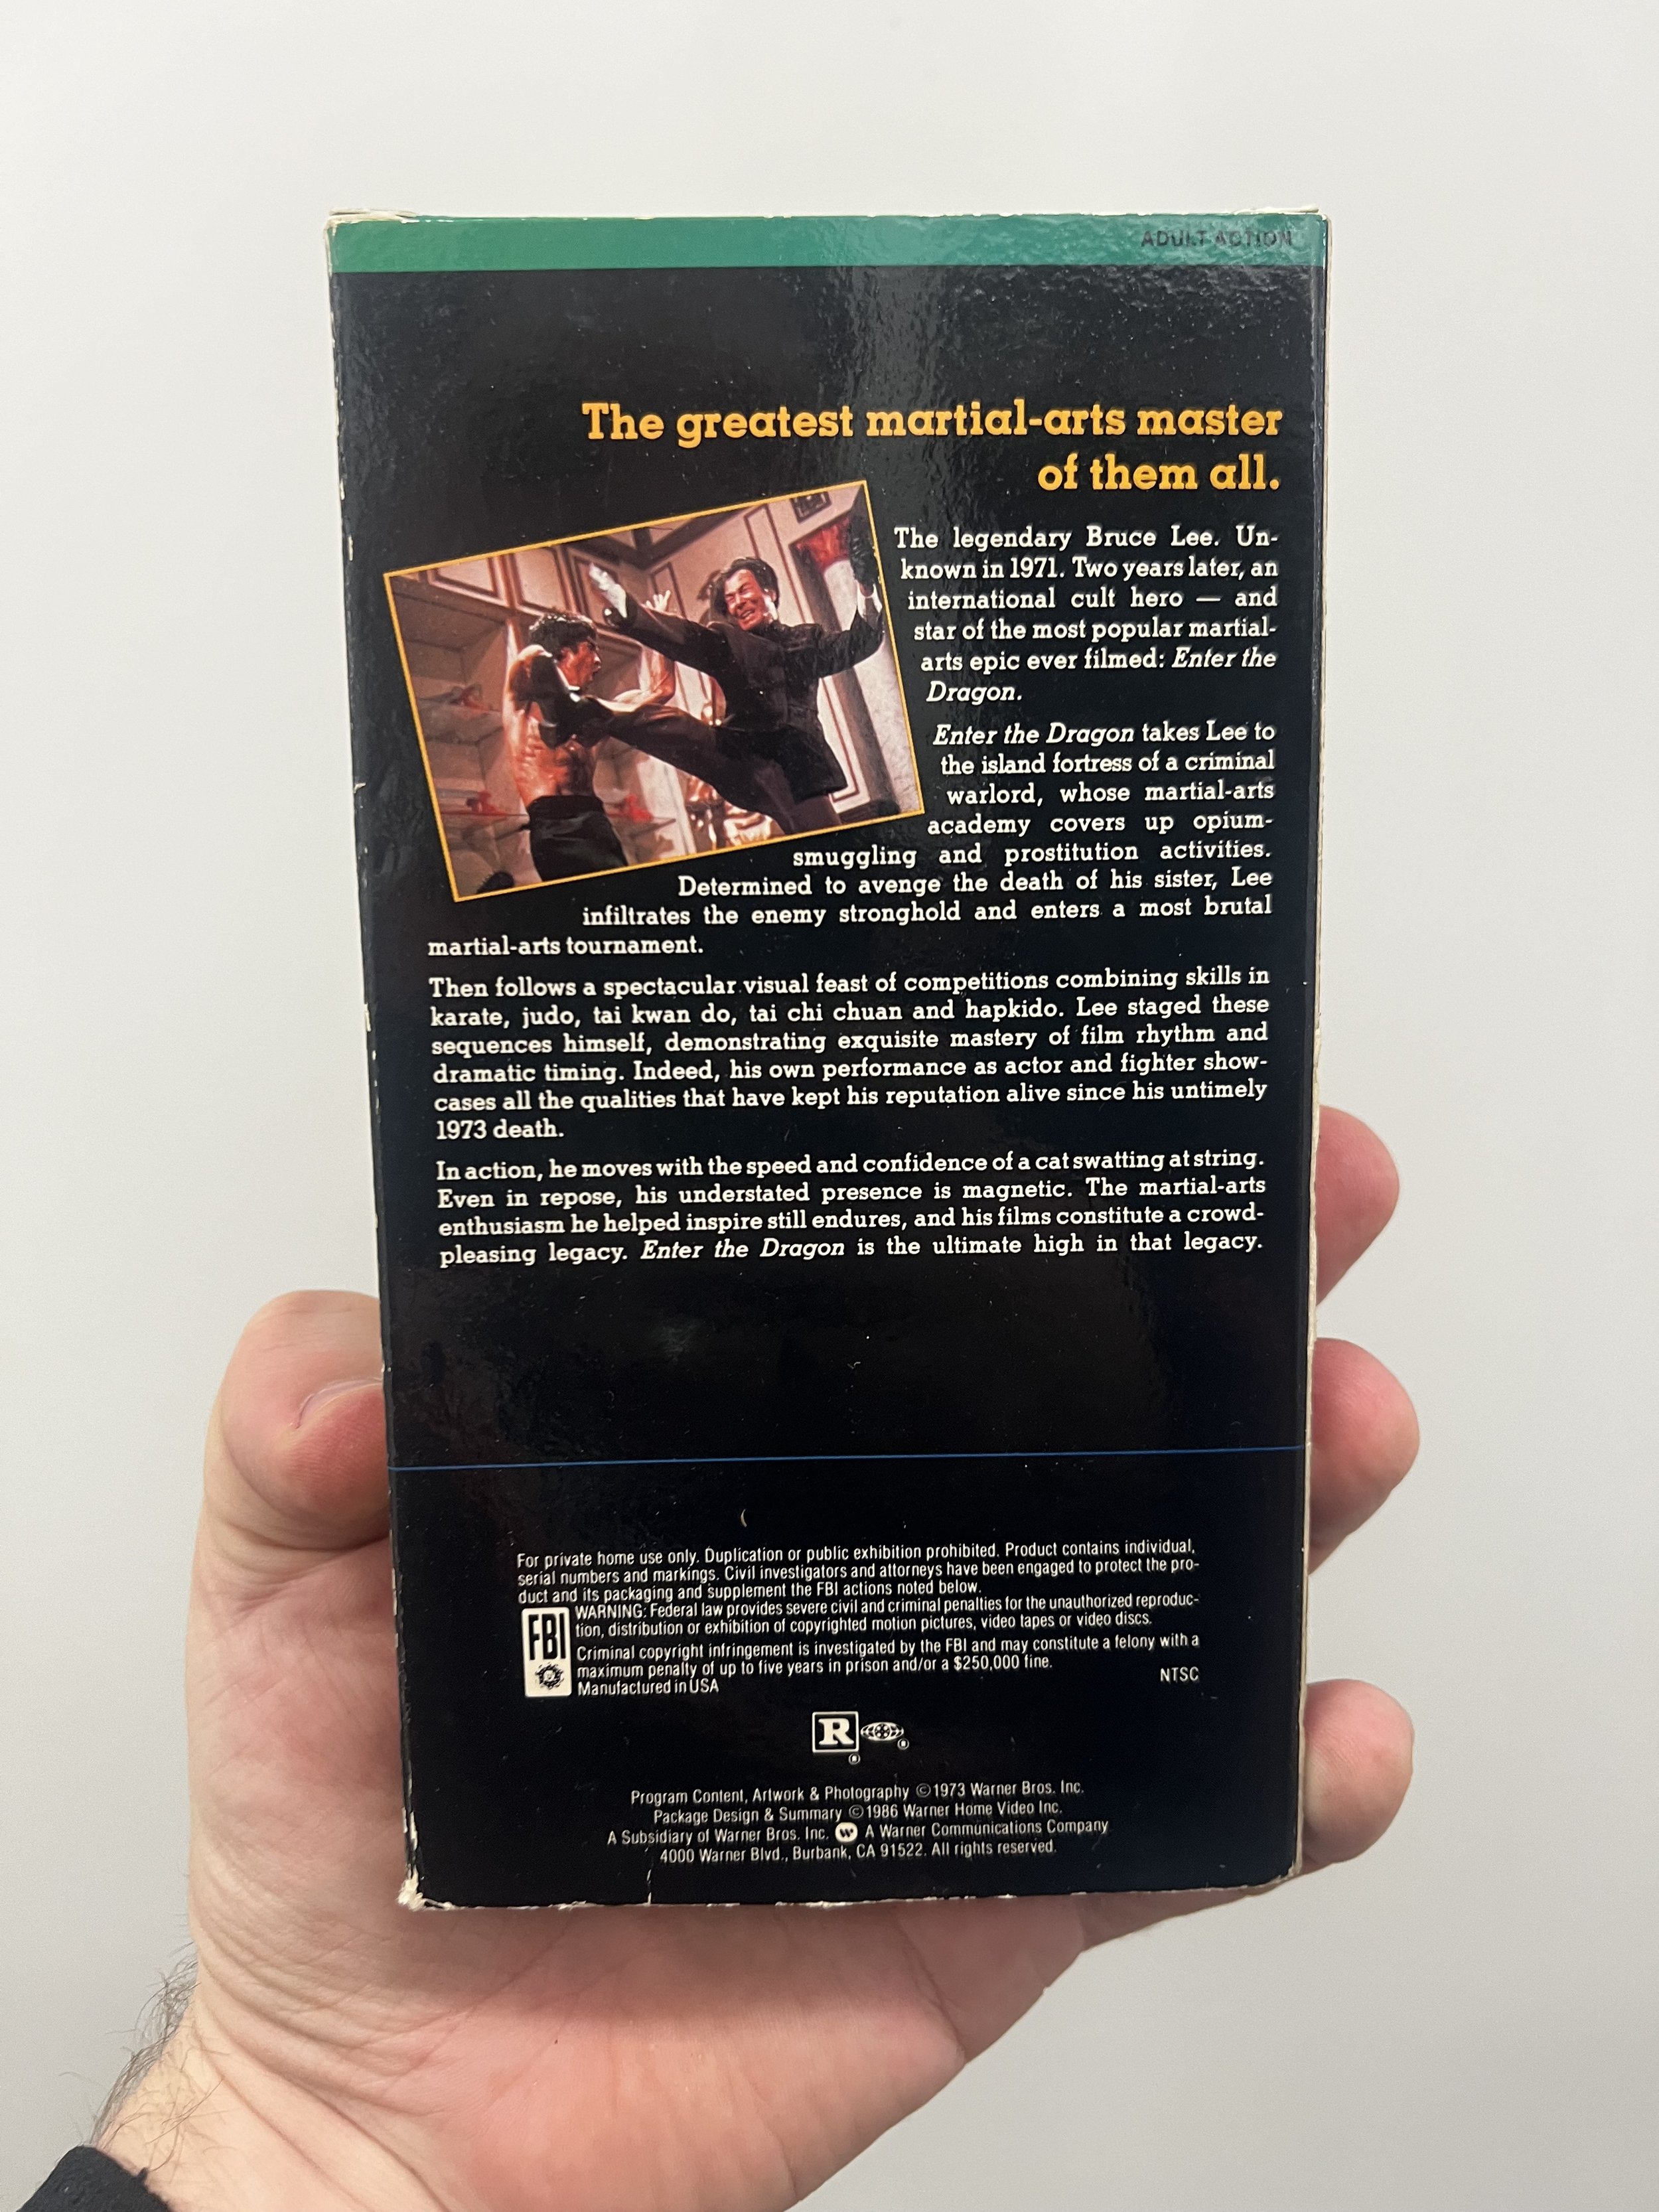 ADULT ACTION
The greatest martial-arts master
of them all.
The legendary Bruce Lee. Un-
known in 1971. Two years later, an
international cult hero — and
star of the most popular martial-
arts epic ever filmed: Enter the
Dragon.
Enter the Dragon takes Lee to
the island fortress of a criminal
warlord, whose martial-arts
academy covers up opium-
smuggling and prostitution activities.
Determined to avenge the death of his sister, Lee
infiltrates the enemy stronghold and enters a most brutal
martial-arts tournament.
Then follows a spectacular visual feast of competitions combining skills in
karate, judo, tai kwan do, tai chi chuan and hapkido. Lee staged these
sequences himself, demonstrating exquisite mastery of film rhythm and
dramatic timing. Indeed, his own performance as actor and fighter show-
cases all the qualities that have kept his reputation alive since his untimely
1973 death.
In action, he moves with the speed and confidence of a cat swatting at string.
Even in repose, his understated presence is magnetic. The martial-arts
enthusiasm he helped inspire still endures, and his films constitute a crowd-
pleasing legacy. Enter the Dragon is the ultimate high in that legacy.
For private home use only. Duplication or public exhibition prohibited. Product contains individual,
serial numbers and markings. Civil investigators and attorneys have been engaged to protect the pro-
duct and its packaging and supplement the FBI actions noted below.
FBI
WARNING: Federal law provides severe civil and criminal penalties for the unauthorized reproduc-
tion, distribution or exhibition of copyrighted motion pictures, video tapes or video discs.
Criminal copyright infringement is investigated by the FBI and may constitute a felony with a
maximum penalty of up to five years in prison and/or a $250,000 fine.
Manufactured in USA
NTSC
R ® ®
Program Content, Artwork & Photography ©1973 Warner Bros. Inc.
Package Design & Summary ©1986 Warner Home Video Inc.
A Subsidiary of Warner Bros. Inc. W A Warner Communications Company
4000 Warner Blvd., Burbank, CA 91522. All rights reserved.